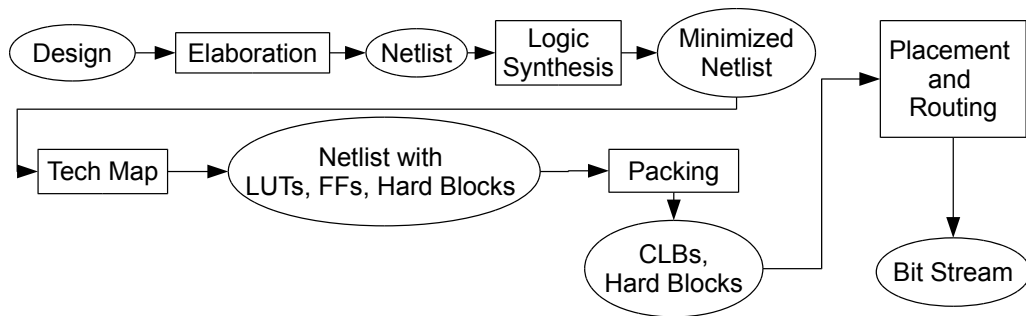 Design
Elaboration
Netlist
Logic
Synthesis
Minimized
Netlist
Placement
and
Routing
Tech Map
Netlist with
LUTs, FFs, Hard Blocks
Packing
CLBs,
Hard Blocks
Bit Stream